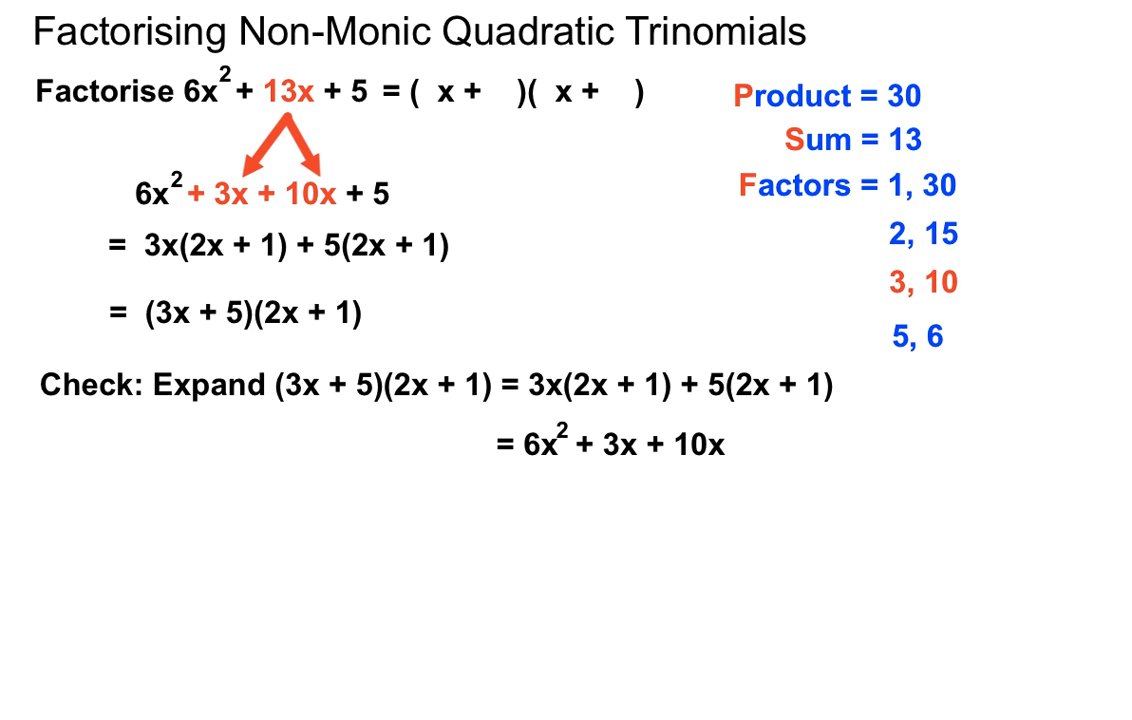 Factorising Non-Monic Quadratic Trinomials
Factorise 6x² + 13x + 5 = ( x + )( x + )
Product = 30
Sum = 13
Factors = 1, 30
2, 15
3, 10
5, 6
6x² + 3x + 10x + 5
= 3x(2x + 1) + 5(2x + 1)
= (3x + 5)(2x + 1)
Check: Expand (3x + 5)(2x + 1) = 3x(2x + 1) + 5(2x + 1)
= 6x² + 3x + 10x